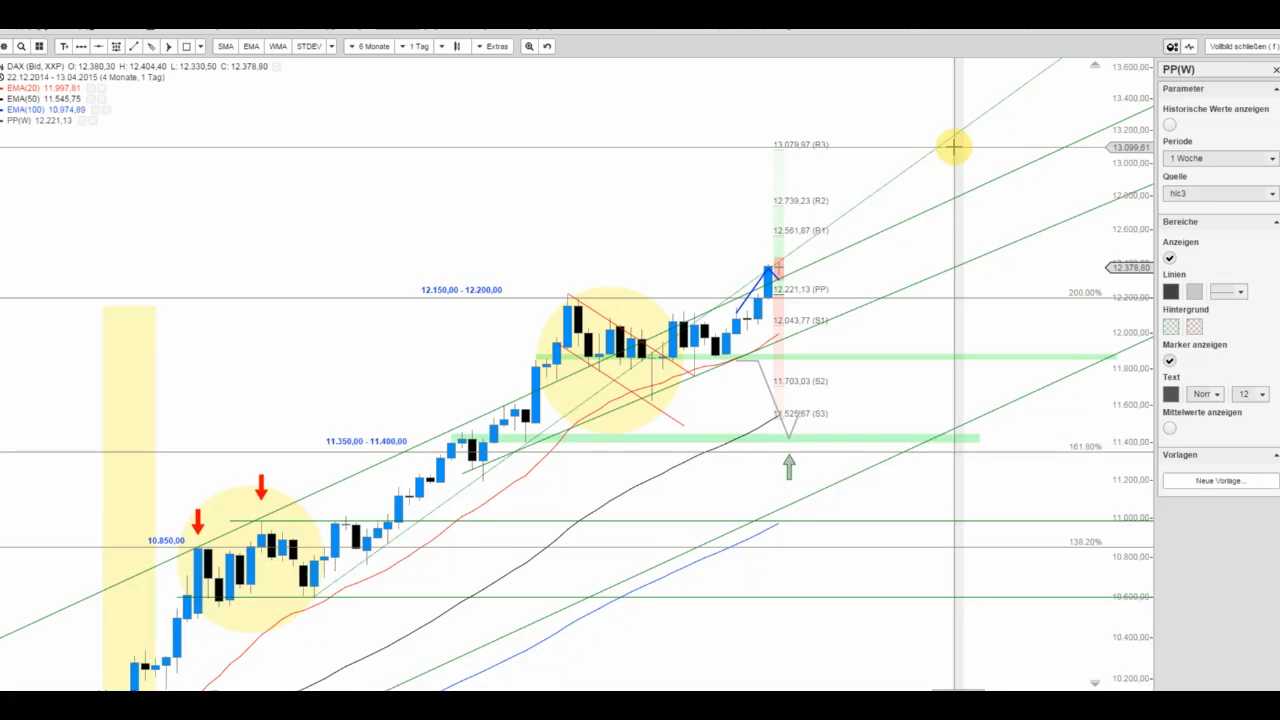 SMA EMA WMA STDEV 6 Monate 1 Tag Extras Vollbild schließen ( f )
DAX (Bid, XXP) O: 12.380,30 H: 12.404,40 L: 12.330,50 C: 12.378,80
22.12.2014 - 13.04.2015 (4 Monate, 1 Tag)
EMA(20) 11.997,81
EMA(50) 11.545,75
EMA(100) 10.974,89
PP(W) 12.221,13
13.079,97 (R3)
12.739,23 (R2)
12.561,87 (R1)
12.221,13 (PP)
12.043,77 (S1)
11.703,03 (S2)
11.525,67 (S3)
12.150,00 - 12.200,00
11.350,00 - 11.400,00
10.850,00
200.00%
161.80%
138.20%
13.600,00
13.400,00
13.200,00
13.099,61
13.000,00
12.800,00
12.600,00
12.378,80
12.200,00
12.000,00
11.800,00
11.600,00
11.400,00
11.200,00
11.000,00
10.800,00
10.600,00
10.400,00
10.200,00
PP(W)
Parameter
Historische Werte anzeigen
Periode
1 Woche
Quelle
hlc3
Bereiche
Anzeigen
Linien
Hintergrund
Marker anzeigen
Text
Norr 12
Mittelwerte anzeigen
Vorlagen
Neue Vorlage...